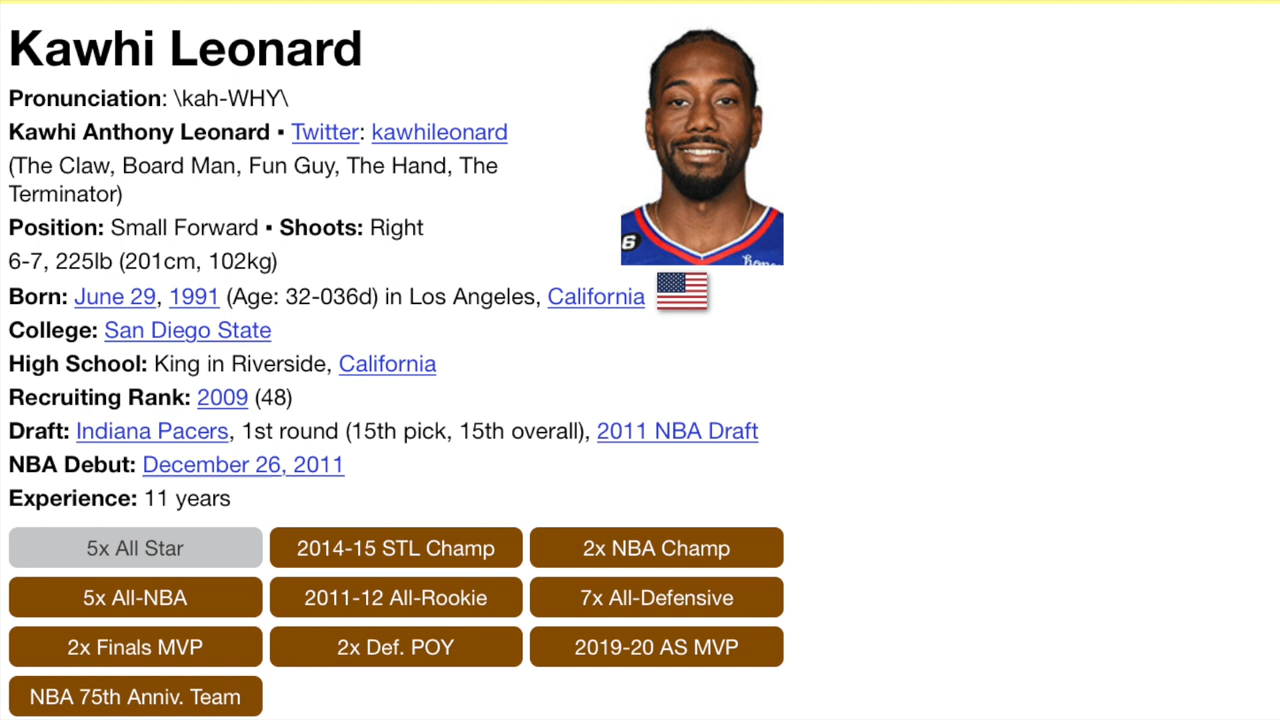 Kawhi Leonard
Pronunciation: \kah-WHY\
Kawhi Anthony Leonard ▪ Twitter: kawhileonard
(The Claw, Board Man, Fun Guy, The Hand, The
Terminator)
Position: Small Forward ▪ Shoots: Right
6-7, 225lb (201cm, 102kg)
Born: June 29, 1991 (Age: 32-036d) in Los Angeles, California
College: San Diego State
High School: King in Riverside, California
Recruiting Rank: 2009 (48)
Draft: Indiana Pacers, 1st round (15th pick, 15th overall), 2011 NBA Draft
NBA Debut: December 26, 2011
Experience: 11 years
5x All Star
2014-15 STL Champ
2x NBA Champ
5x All-NBA
2011-12 All-Rookie
7x All-Defensive
2x Finals MVP
2x Def. POY
2019-20 AS MVP
NBA 75th Anniv. Team
6